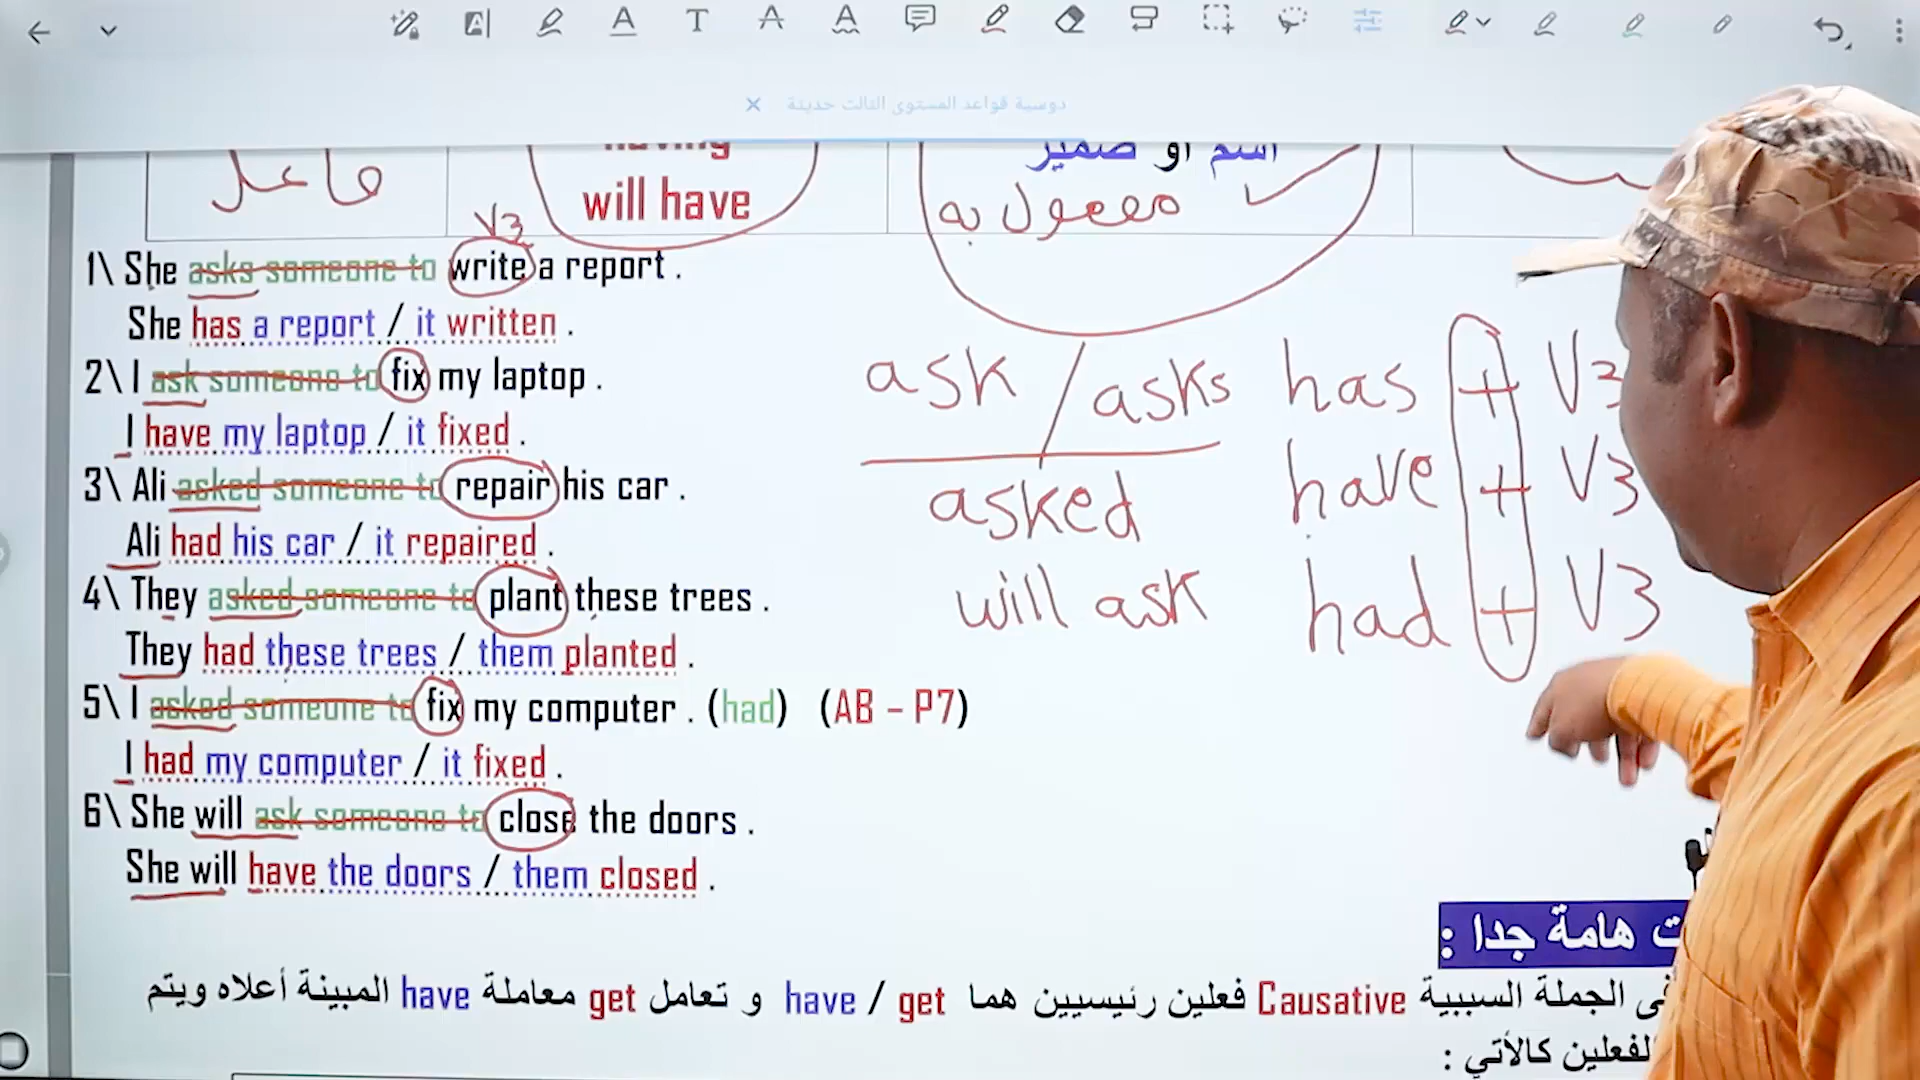 دوسية قواعد المستوى الثالث حديثة
having
اسم او ضمير
فاعل
will have
مفعول به
V3
1\ She asks someone to write a report .
She has a report / it written .
2\ I ask someone to fix my laptop .
I have my laptop / it fixed .
3\ Ali asked someone to repair his car .
Ali had his car / it repaired .
4\ They asked someone to plant these trees .
They had these trees / them planted .
5\ I asked someone to fix my computer . (had) (AB – P7)
I had my computer / it fixed .
6\ She will ask someone to close the doors .
She will have the doors / them closed .
ask / asks has + V3
asked have + V3
will ask had + V3
هامة جدا :
الجملة السببية Causative فعلين رئيسيين هما have / get و تعامل get معاملة have المبينة أعلاه ويتم
الفعلين كالأتي :